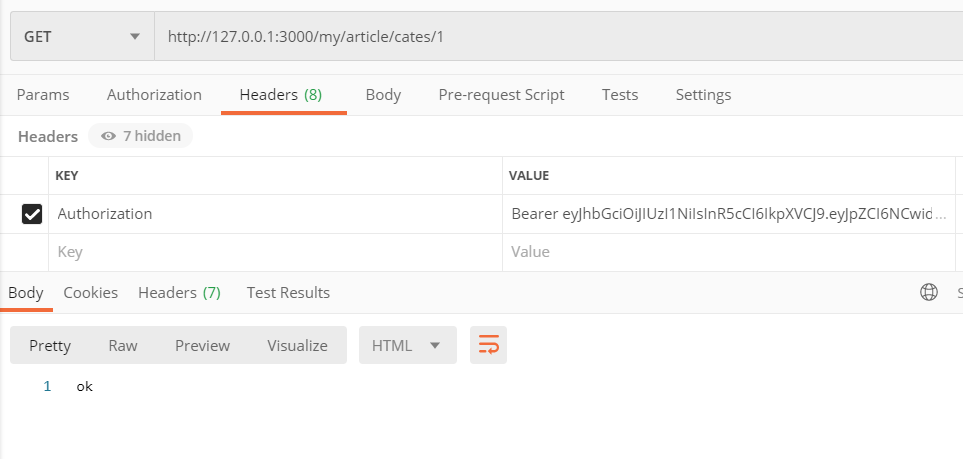 GET http://127.0.0.1:3000/my/article/cates/1
Params Authorization Headers (8) Body Pre-request Script Tests Settings
Headers 7 hidden
KEY VALUE
Authorization Bearer eyJhbGciOiJIUzI1NiIsInR5cCI6IkpXVCJ9.eyJpZCI6NCwid ...
Key Value
Body Cookies Headers (7) Test Results
Pretty Raw Preview Visualize HTML
1 ok